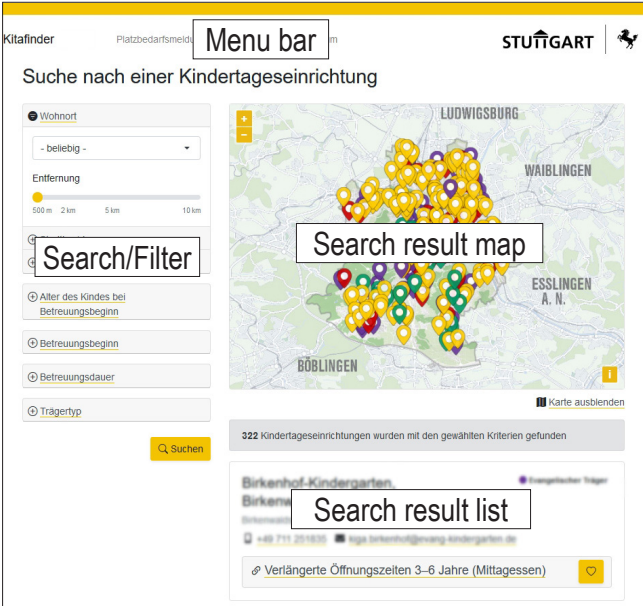 Kitafinder
Menu bar
STUTTGART
Suche nach einer Kindertageseinrichtung
Wohnort
- beliebig -
Entfernung
500 m 2 km 5 km 10 km
Search/Filter
Alter des Kindes bei
Betreuungsbeginn
Betreuungsbeginn
Betreuungsdauer
Trägertyp
Suchen
+
−
LUDWIGSBURG
WAIBLINGEN
Search result map
ESSLINGEN
A. N.
BÖBLINGEN
i
Karte ausblenden
322 Kindertageseinrichtungen wurden mit den gewählten Kriterien gefunden
Birkenhof-Kindergarten,
Evangelischer Träger
Search result list
+49 711 251835 kiga.birkenhof@evang-kindergarten.de
Verlängerte Öffnungszeiten 3–6 Jahre (Mittagessen)